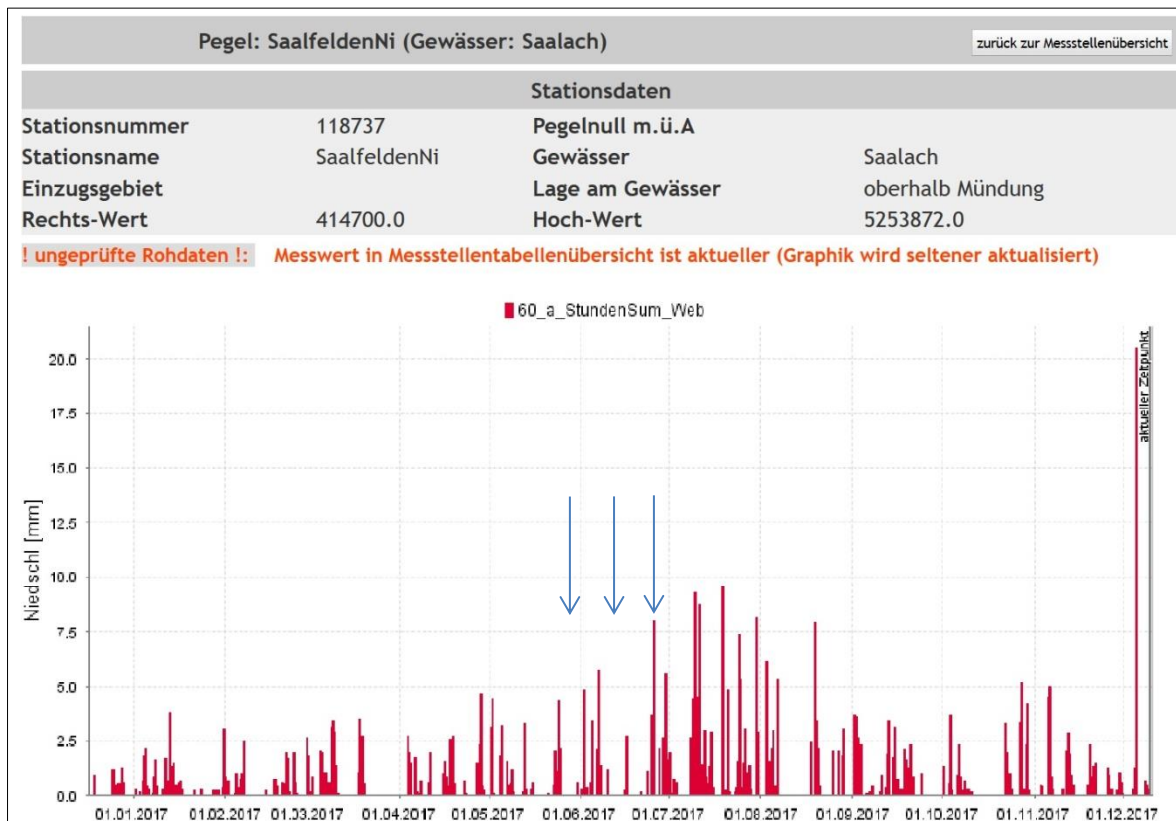 Pegel: SaalfeldenNi (Gewässer: Saalach)
zurück zur Messstellenübersicht
Stationsdaten
Stationsnummer 118737 Pegelnull m.ü.A
Stationsname SaalfeldenNi Gewässer Saalach
Einzugsgebiet Lage am Gewässer oberhalb Mündung
Rechts-Wert 414700.0 Hoch-Wert 5253872.0
! ungeprüfte Rohdaten !: Messwert in Messstellentabellenübersicht ist aktueller (Graphik wird seltener aktualisiert)
60_a_StundenSum_Web
20.0
17.5
15.0
12.5
10.0
7.5
5.0
2.5
0.0
Niedschl [mm]
aktueller Zeitpunkt
01.01.2017 01.02.2017 01.03.2017 01.04.2017 01.05.2017 01.06.2017 01.07.2017 01.08.2017 01.09.2017 01.10.2017 01.11.2017 01.12.2017